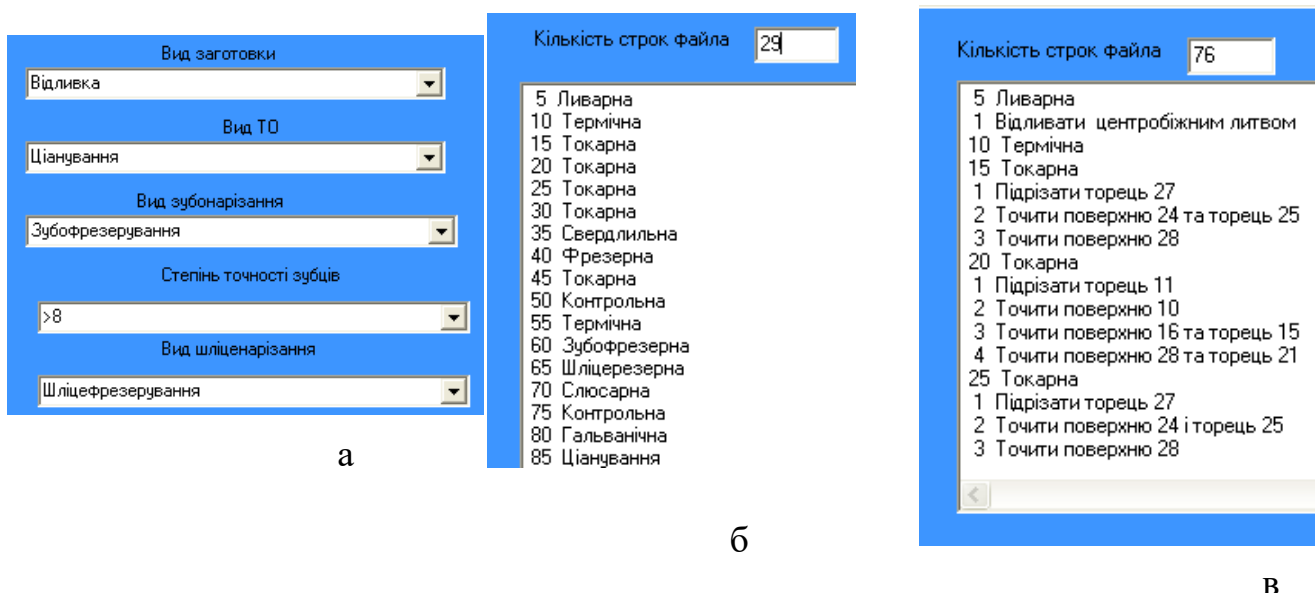 Вид заготовки
Відливка
Вид ТО
Ціанування
Вид зубонарізання
Зубофрезерування
Степінь точності зубців
>8
Вид шліценарізання
Шліцефрезерування
а
Кількість строк файла 29
5 Ливарна
10 Термічна
15 Токарна
20 Токарна
25 Токарна
30 Токарна
35 Свердлильна
40 Фрезерна
45 Токарна
50 Контрольна
55 Термічна
60 Зубофрезерна
65 Шліцерезерна
70 Слюсарна
75 Контрольна
80 Гальванічна
85 Ціанування
б
Кількість строк файла 76
5 Ливарна
1 Відливати центробіжним литвом
10 Термічна
15 Токарна
1 Підрізати торець 27
2 Точити поверхню 24 та торець 25
3 Точити поверхню 28
20 Токарна
1 Підрізати торець 11
2 Точити поверхню 10
3 Точити поверхню 16 та торець 15
4 Точити поверхню 28 та торець 21
25 Токарна
1 Підрізати торець 27
2 Точити поверхню 24 і торець 25
3 Точити поверхню 28
в